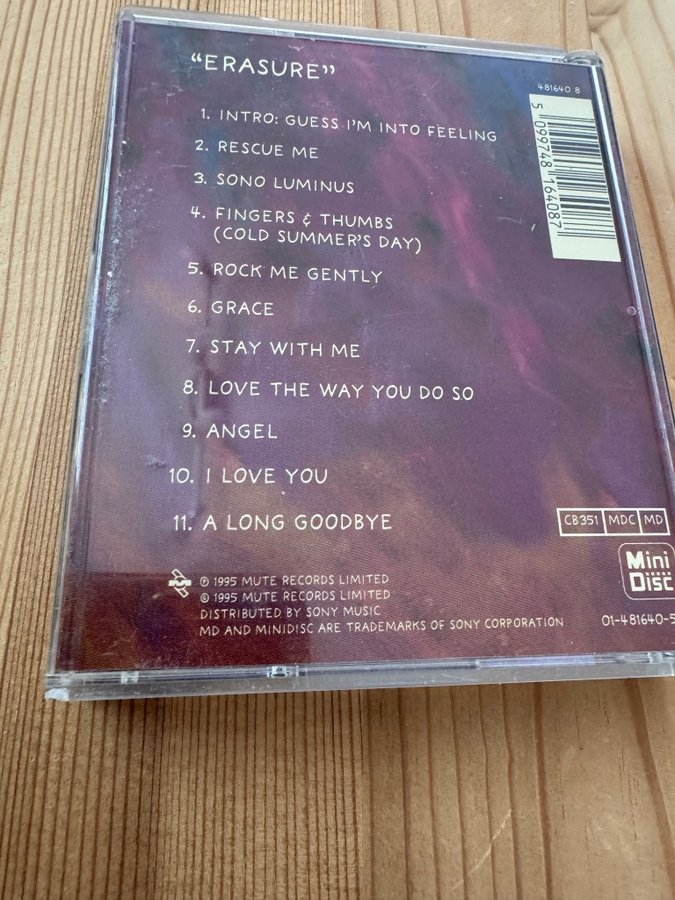 "ERASURE"
481640 8
5 099748 164087
1. INTRO: GUESS I'M INTO FEELING
2. RESCUE ME
3. SONO LUMINUS
4. FINGERS & THUMBS
(COLD SUMMER'S DAY)
5. ROCK ME GENTLY
6. GRACE
7. STAY WITH ME
8. LOVE THE WAY YOU DO SO
9. ANGEL
10. I LOVE YOU
11. A LONG GOODBYE
CB351 MDC MD
Mini
Disc
℗ 1995 MUTE RECORDS LIMITED
© 1995 MUTE RECORDS LIMITED
DISTRIBUTED BY SONY MUSIC
MD AND MINIDISC ARE TRADEMARKS OF SONY CORPORATION
01-481640-5